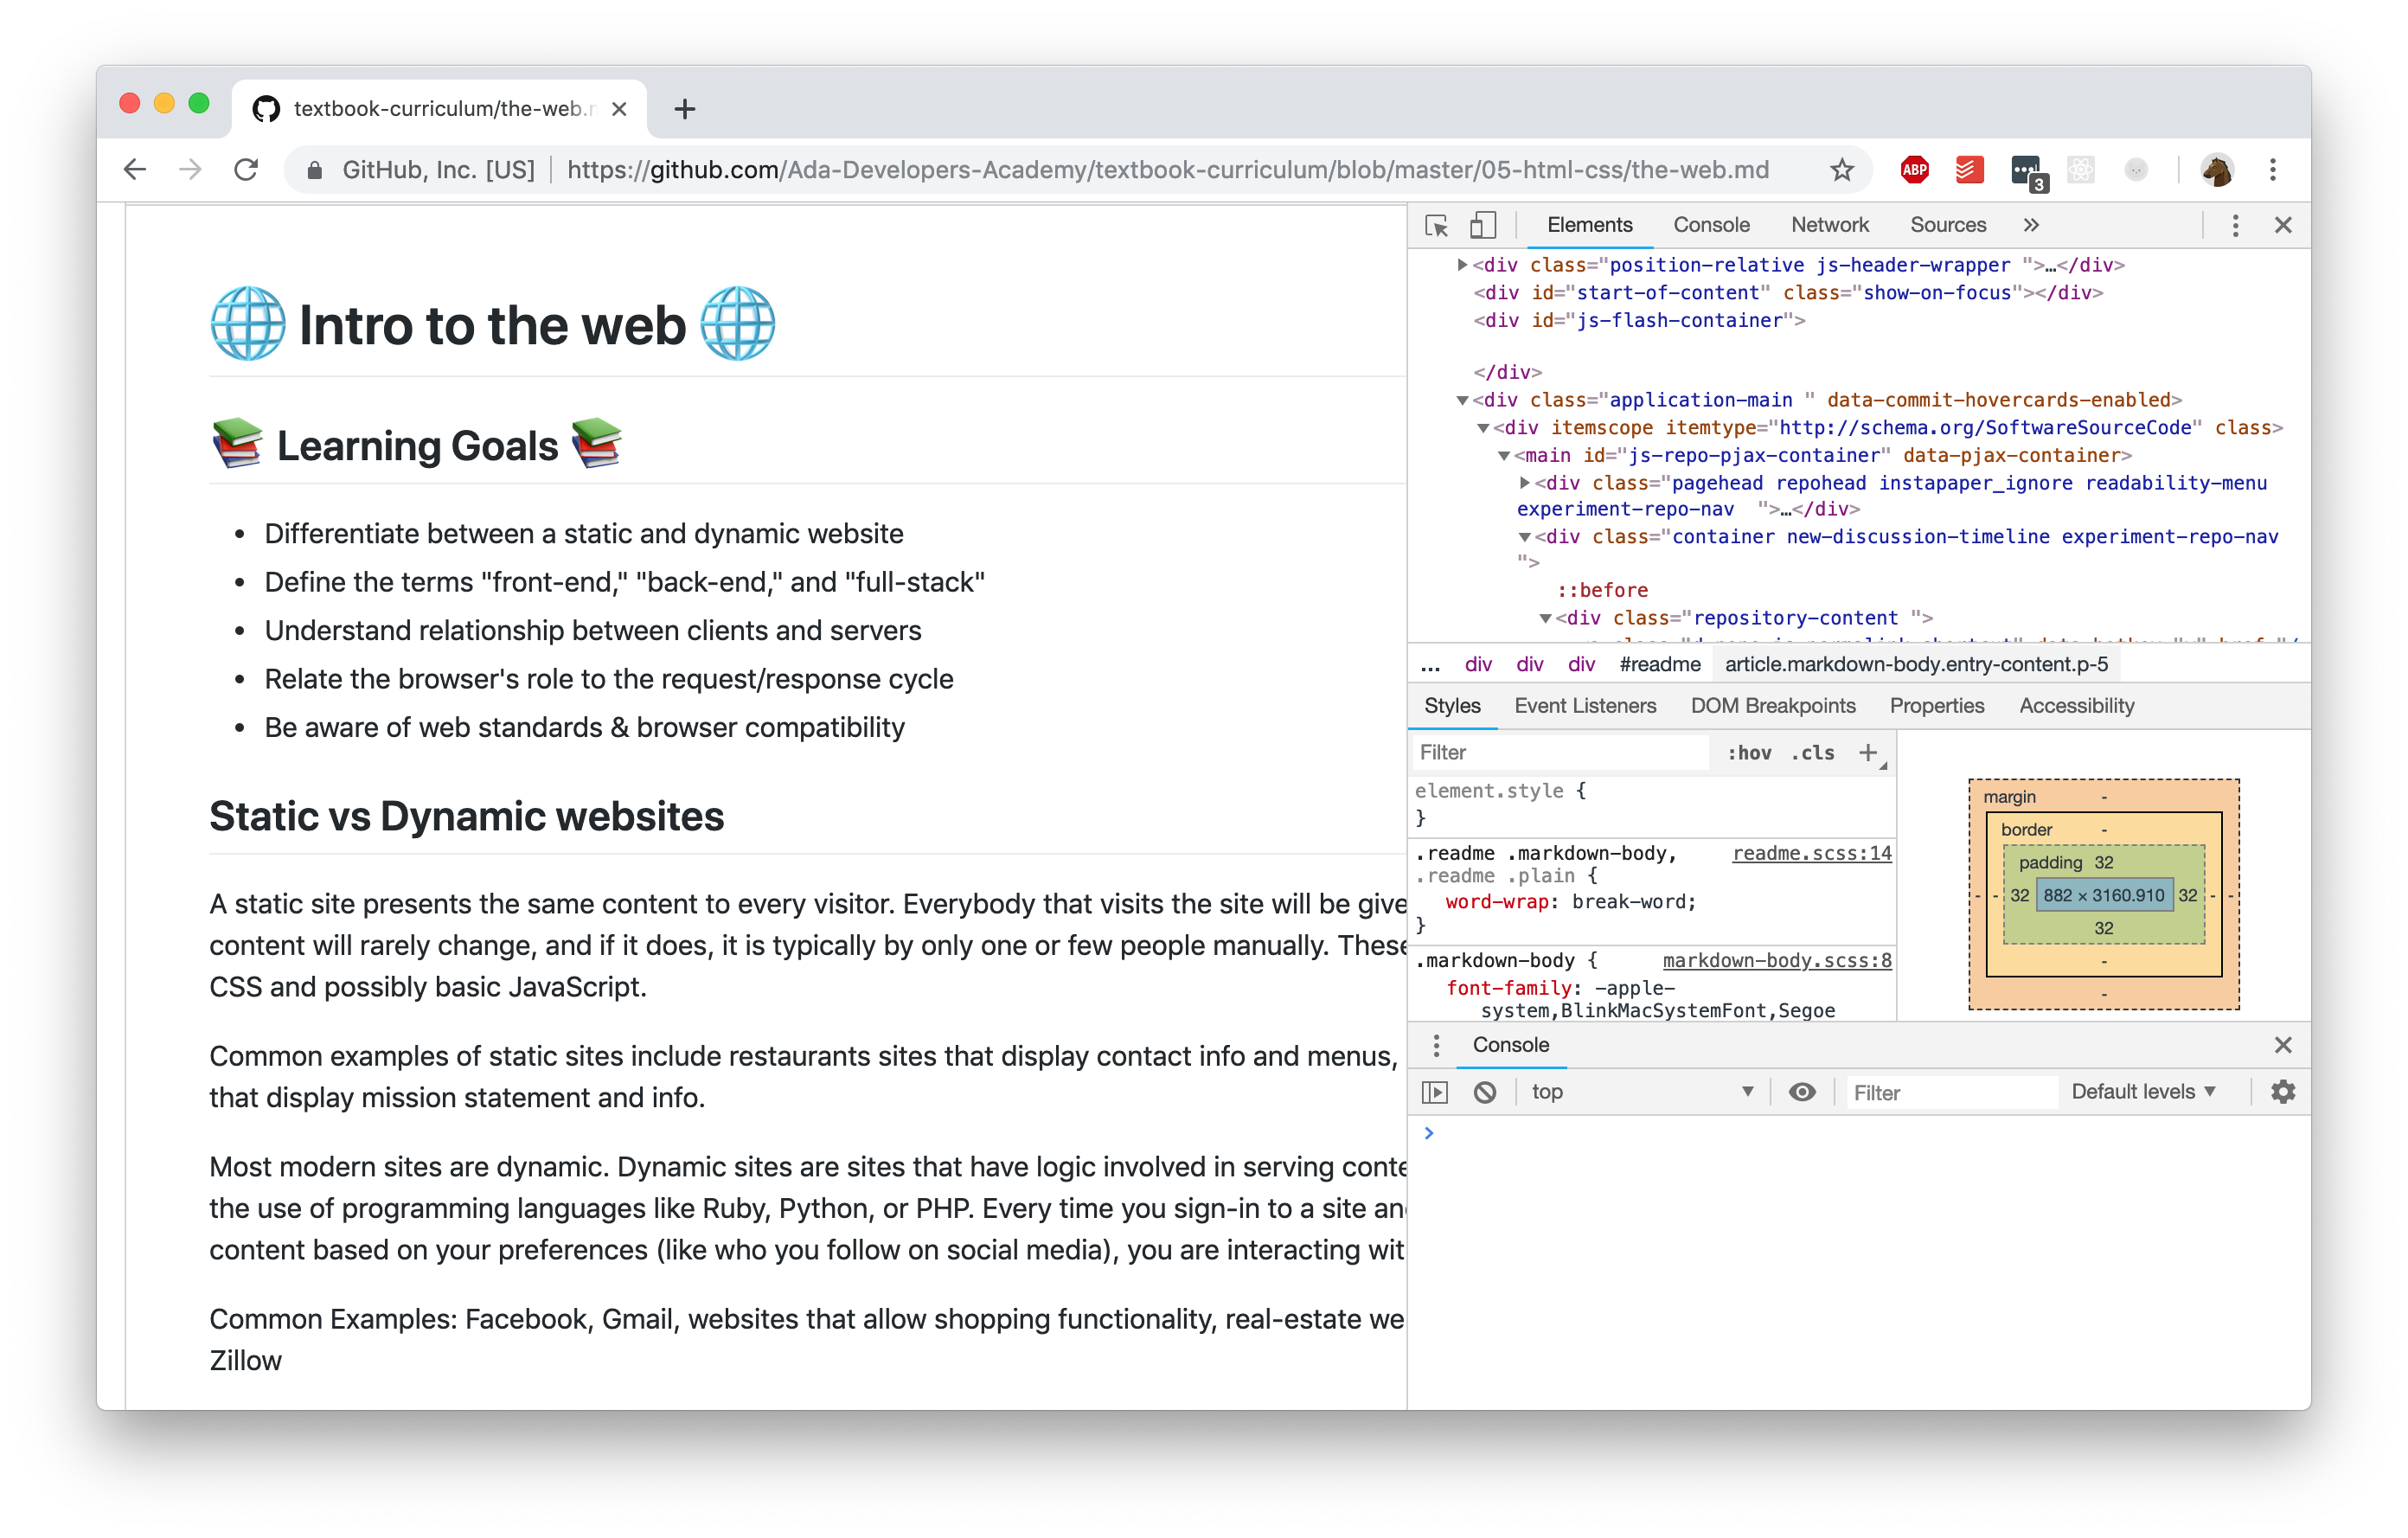 textbook-curriculum/the-web.
GitHub, Inc. [US]
https://github.com/Ada-Developers-Academy/textbook-curriculum/blob/master/05-html-css/the-web.md
ABP
3
Intro to the web
Learning Goals
• Differentiate between a static and dynamic website
• Define the terms "front-end," "back-end," and "full-stack"
• Understand relationship between clients and servers
• Relate the browser's role to the request/response cycle
• Be aware of web standards & browser compatibility
Static vs Dynamic websites
A static site presents the same content to every visitor. Everybody that visits the site will be give
content will rarely change, and if it does, it is typically by only one or few people manually. These
CSS and possibly basic JavaScript.
Common examples of static sites include restaurants sites that display contact info and menus,
that display mission statement and info.
Most modern sites are dynamic. Dynamic sites are sites that have logic involved in serving conte
the use of programming languages like Ruby, Python, or PHP. Every time you sign-in to a site an
content based on your preferences (like who you follow on social media), you are interacting wit
Common Examples: Facebook, Gmail, websites that allow shopping functionality, real-estate we
Zillow
Elements Console Network Sources »
<div class="position-relative js-header-wrapper ">…</div>
<div id="start-of-content" class="show-on-focus"></div>
<div id="js-flash-container">
</div>
<div class="application-main " data-commit-hovercards-enabled>
<div itemscope itemtype="http://schema.org/SoftwareSourceCode" class>
<main id="js-repo-pjax-container" data-pjax-container>
<div class="pagehead repohead instapaper_ignore readability-menu
experiment-repo-nav  ">…</div>
<div class="container new-discussion-timeline experiment-repo-nav
">
::before
<div class="repository-content ">
... div div div #readme article.markdown-body.entry-content.p-5
Styles Event Listeners DOM Breakpoints Properties Accessibility
Filter :hov .cls +
element.style {
}
.readme .markdown-body, readme.scss:14
.readme .plain {
word-wrap: break-word;
}
.markdown-body { markdown-body.scss:8
font-family: -apple-
system,BlinkMacSystemFont,Segoe
margin -
border -
padding 32
- - 32 882 × 3160.910 32 - -
32
-
-
Console
top Filter Default levels